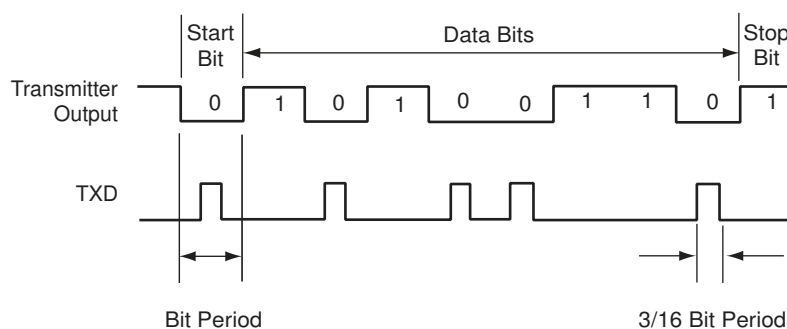 Start Bit
Data Bits
Stop Bit
Transmitter Output
0 1 0 1 0 0 1 1 0 1
TXD
Bit Period
3/16 Bit Period